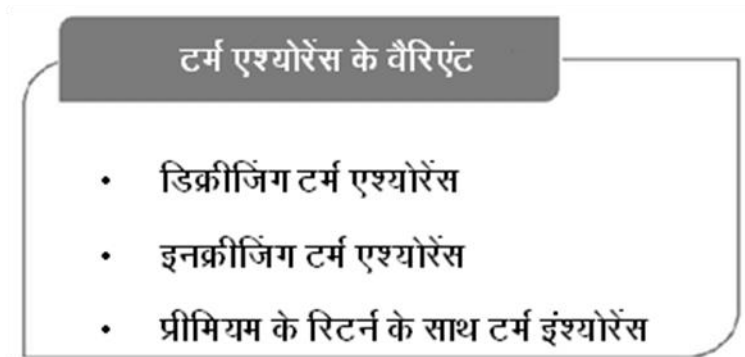 टर्म एश्योरेंस के वैरिएंट
• डिक्रीजिंग टर्म एश्योरेंस
• इनक्रीजिंग टर्म एश्योरेंस
• प्रीमियम के रिटर्न के साथ टर्म इंश्योरेंस